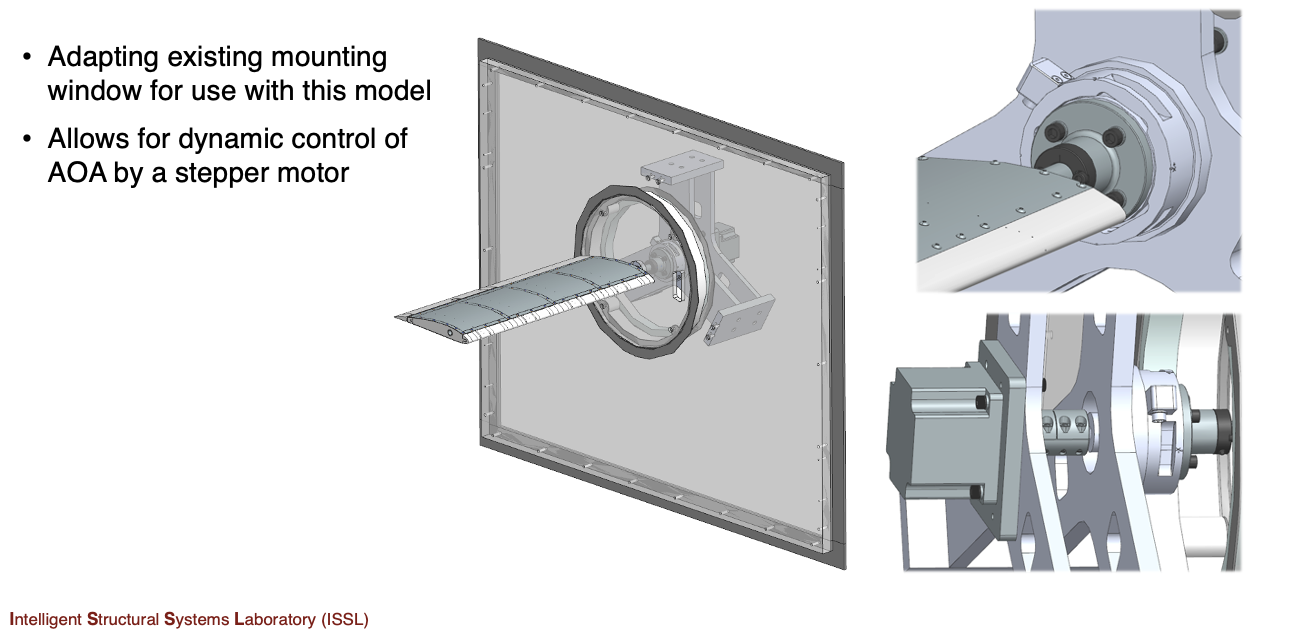 • Adapting existing mounting
window for use with this model
• Allows for dynamic control of
AOA by a stepper motor
Intelligent Structural Systems Laboratory (ISSL)